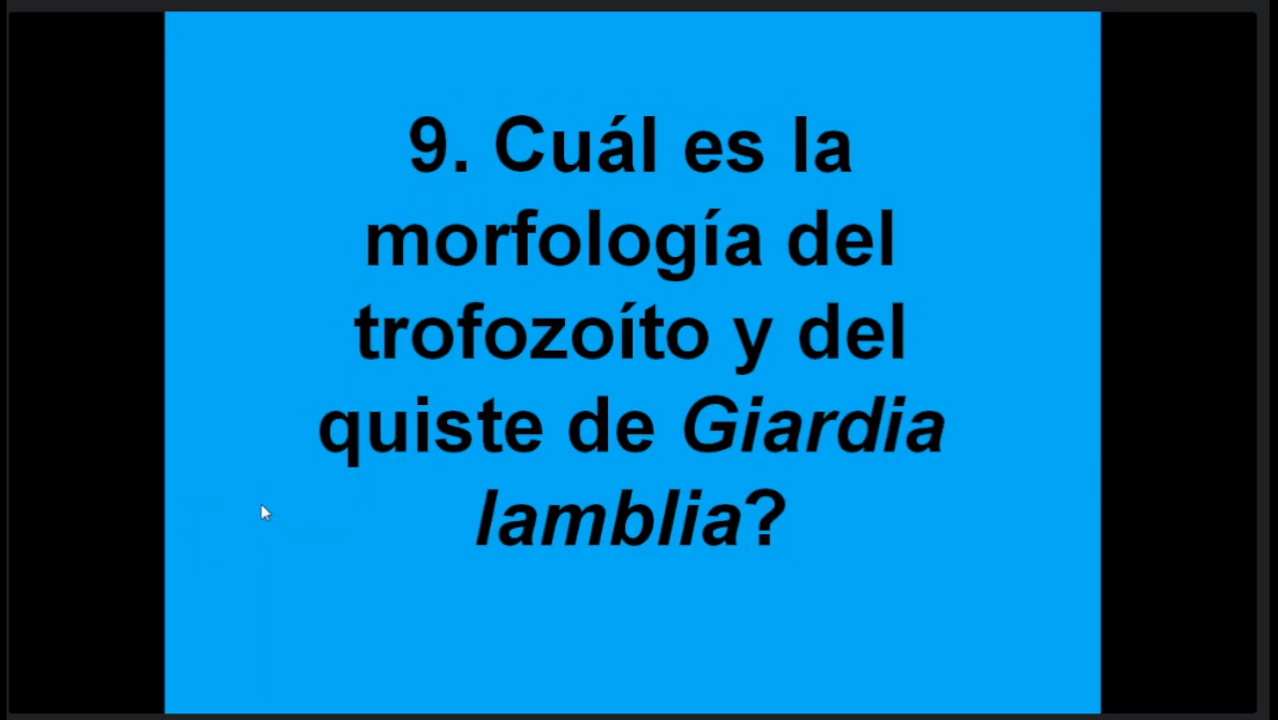 9. Cuál es la
morfología del
trofozoíto y del
quiste de Giardia
lamblia?